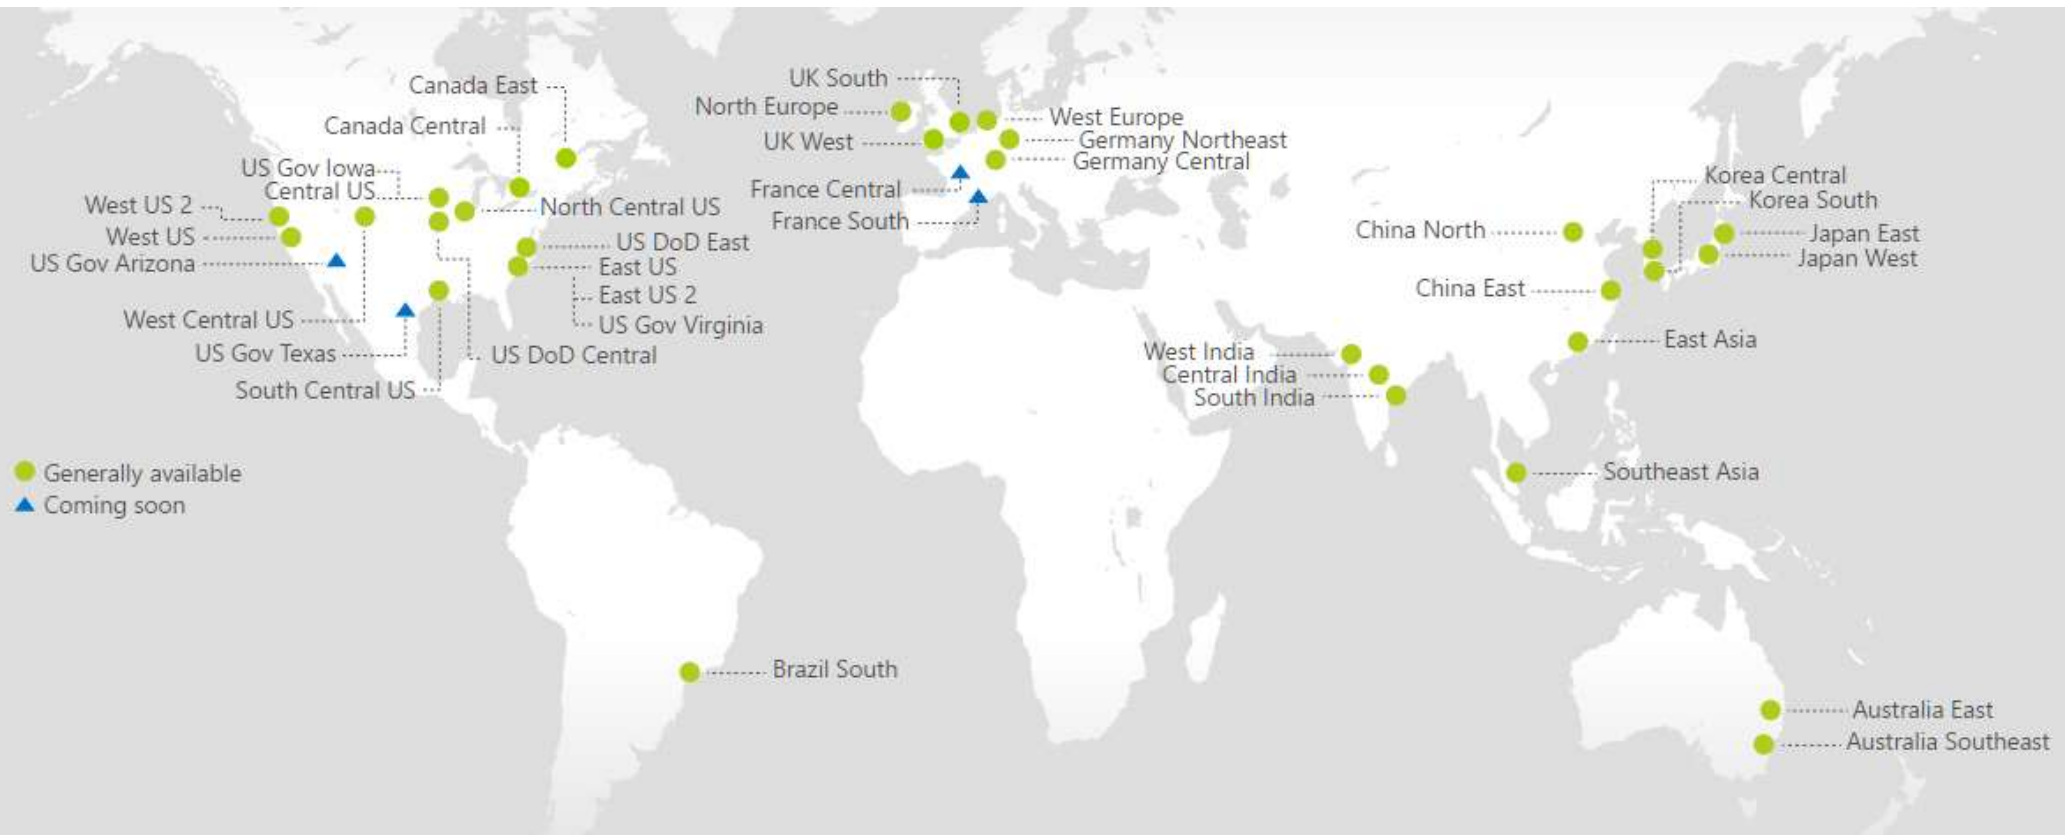 Canada East
Canada Central
US Gov Iowa
Central US
West US 2
West US
US Gov Arizona
North Central US
US DoD East
East US
East US 2
US Gov Virginia
West Central US
US Gov Texas
US DoD Central
South Central US
Generally available
Coming soon
Brazil South
UK South
North Europe
UK West
West Europe
Germany Northeast
Germany Central
France Central
France South
Korea Central
Korea South
China North
Japan East
Japan West
China East
East Asia
West India
Central India
South India
Southeast Asia
Australia East
Australia Southeast